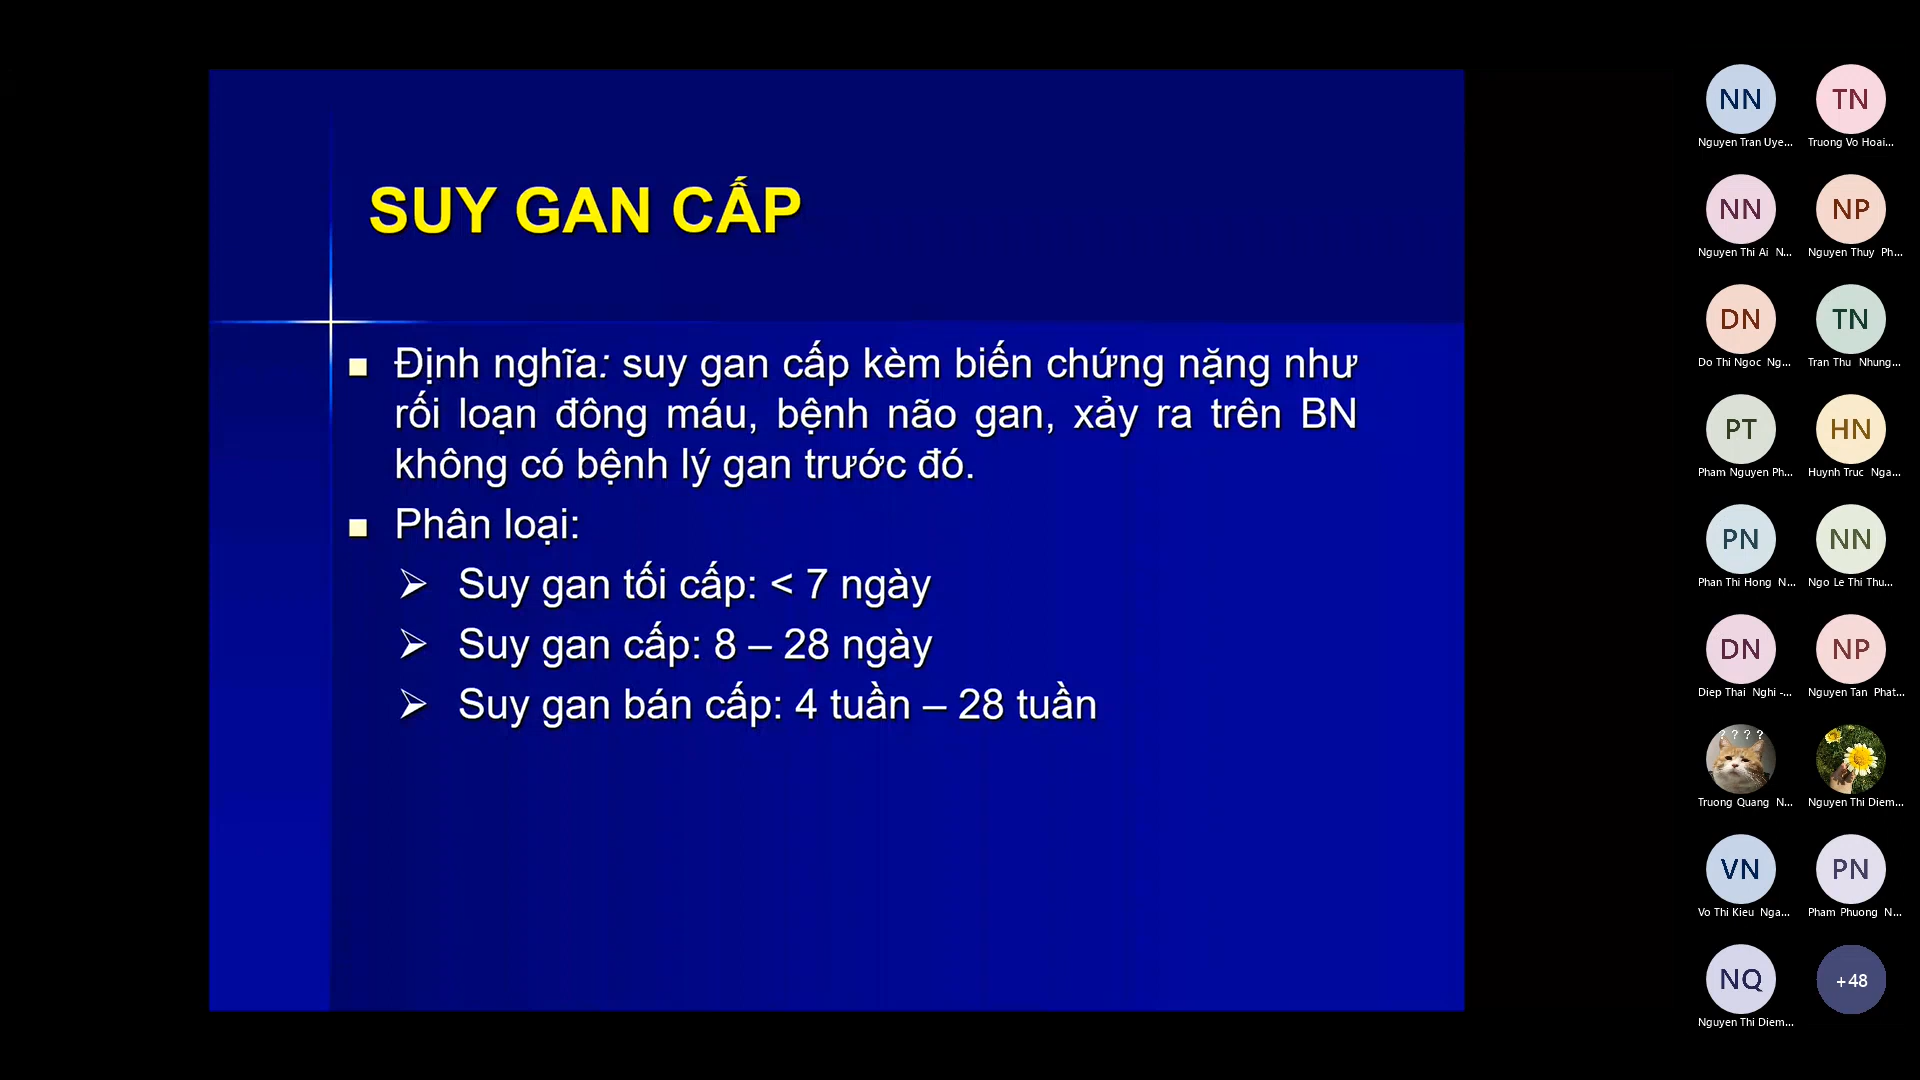 SUY GAN CẤP
Định nghĩa: suy gan cấp kèm biến chứng nặng như
rối loạn đông máu, bệnh não gan, xảy ra trên BN
không có bệnh lý gan trước đó.
Phân loại:
Suy gan tối cấp: < 7 ngày
Suy gan cấp: 8 – 28 ngày
Suy gan bán cấp: 4 tuần – 28 tuần
NN
TN
Nguyen Tran Uye...
Truong Vo Hoai...
NN
NP
Nguyen Thi Ai N...
Nguyen Thuy Ph...
DN
TN
Do Thi Ngoc Ng...
Tran Thu Nhung...
PT
HN
Pham Nguyen Ph...
Huynh Truc Nga...
PN
NN
Phan Thi Hong N...
Ngo Le Thi Thu...
DN
NP
Diep Thai Nghi -...
Nguyen Tan Phat...
? ? ? ?
Truong Quang N...
Nguyen Thi Diem...
VN
PN
Vo Thi Kieu Nga...
Pham Phuong N...
NQ
+48
Nguyen Thi Diem...